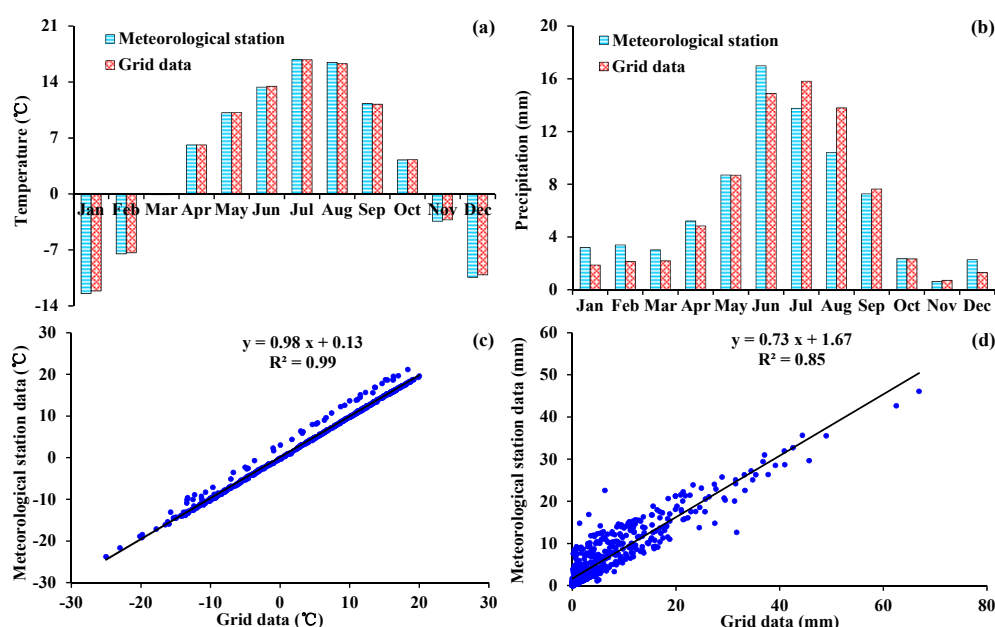 (a)
Meteorological station
Grid data
Temperature (℃)
21
14
7
0
-7
-14
Jan Feb Mar Apr May Jun Jul Aug Sep Oct Nov Dec
(b)
Meteorological station
Grid data
Precipitation (mm)
20
16
12
8
4
0
Jan Feb Mar Apr May Jun Jul Aug Sep Oct Nov Dec
(c)
y = 0.98 x + 0.13
R² = 0.99
Meteorological station data (℃)
30
20
10
0
-10
-20
-30
-30 -20 -10 0 10 20 30
Grid data (℃)
(d)
y = 0.73 x + 1.67
R² = 0.85
Meteorological station data (mm)
60
50
40
30
20
10
0
0 20 40 60 80
Grid data (mm)